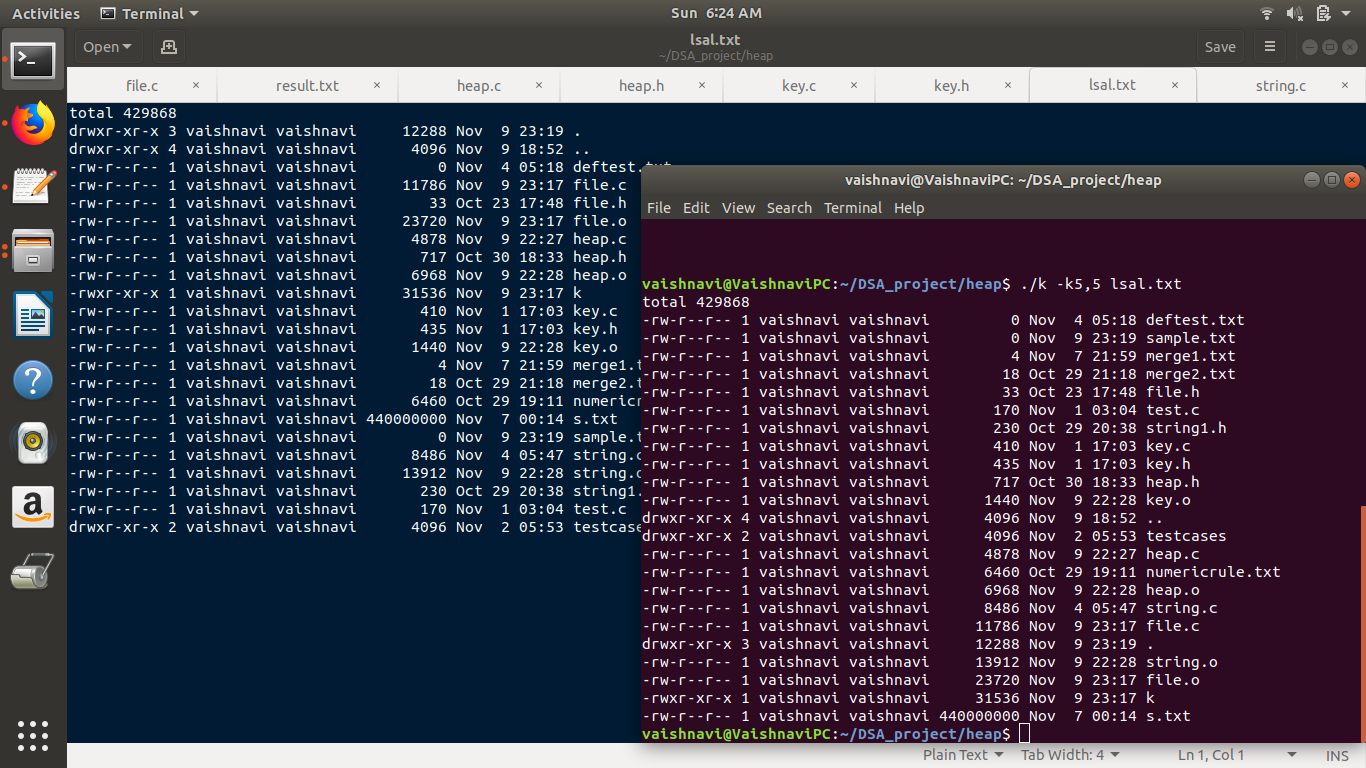 Activities Terminal Sun 6:24 AM
Open lsal.txt Save
~/DSA_project/heap
file.c × result.txt × heap.c × heap.h × key.c × key.h × lsal.txt × string.c ×
total 429868
drwxr-xr-x 3 vaishnavi vaishnavi     12288 Nov  9 23:19 .
drwxr-xr-x 4 vaishnavi vaishnavi      4096 Nov  9 18:52 ..
-rw-r--r-- 1 vaishnavi vaishnavi         0 Nov  4 05:18 deftest.txt
-rw-r--r-- 1 vaishnavi vaishnavi     11786 Nov  9 23:17 file.c
-rw-r--r-- 1 vaishnavi vaishnavi        33 Oct 23 17:48 file.h
-rw-r--r-- 1 vaishnavi vaishnavi     23720 Nov  9 23:17 file.o
-rw-r--r-- 1 vaishnavi vaishnavi      4878 Nov  9 22:27 heap.c
-rw-r--r-- 1 vaishnavi vaishnavi       717 Oct 30 18:33 heap.h
-rw-r--r-- 1 vaishnavi vaishnavi      6968 Nov  9 22:28 heap.o
-rwxr-xr-x 1 vaishnavi vaishnavi     31536 Nov  9 23:17 k
-rw-r--r-- 1 vaishnavi vaishnavi       410 Nov  1 17:03 key.c
-rw-r--r-- 1 vaishnavi vaishnavi       435 Nov  1 17:03 key.h
-rw-r--r-- 1 vaishnavi vaishnavi      1440 Nov  9 22:28 key.o
-rw-r--r-- 1 vaishnavi vaishnavi         4 Nov  7 21:59 merge1.t
-rw-r--r-- 1 vaishnavi vaishnavi        18 Oct 29 21:18 merge2.t
-rw-r--r-- 1 vaishnavi vaishnavi      6460 Oct 29 19:11 numericr
-rw-r--r-- 1 vaishnavi vaishnavi 440000000 Nov  7 00:14 s.txt
-rw-r--r-- 1 vaishnavi vaishnavi         0 Nov  9 23:19 sample.t
-rw-r--r-- 1 vaishnavi vaishnavi      8486 Nov  4 05:47 string.c
-rw-r--r-- 1 vaishnavi vaishnavi     13912 Nov  9 22:28 string.o
-rw-r--r-- 1 vaishnavi vaishnavi       230 Oct 29 20:38 string1.
-rw-r--r-- 1 vaishnavi vaishnavi       170 Nov  1 03:04 test.c
drwxr-xr-x 2 vaishnavi vaishnavi      4096 Nov  2 05:53 testcase
vaishnavi@VaishnaviPC: ~/DSA_project/heap
File Edit View Search Terminal Help
vaishnavi@VaishnaviPC:~/DSA_project/heap$ ./k -k5,5 lsal.txt
total 429868
-rw-r--r-- 1 vaishnavi vaishnavi         0 Nov  4 05:18 deftest.txt
-rw-r--r-- 1 vaishnavi vaishnavi         0 Nov  9 23:19 sample.txt
-rw-r--r-- 1 vaishnavi vaishnavi         4 Nov  7 21:59 merge1.txt
-rw-r--r-- 1 vaishnavi vaishnavi        18 Oct 29 21:18 merge2.txt
-rw-r--r-- 1 vaishnavi vaishnavi        33 Oct 23 17:48 file.h
-rw-r--r-- 1 vaishnavi vaishnavi       170 Nov  1 03:04 test.c
-rw-r--r-- 1 vaishnavi vaishnavi       230 Oct 29 20:38 string1.h
-rw-r--r-- 1 vaishnavi vaishnavi       410 Nov  1 17:03 key.c
-rw-r--r-- 1 vaishnavi vaishnavi       435 Nov  1 17:03 key.h
-rw-r--r-- 1 vaishnavi vaishnavi       717 Oct 30 18:33 heap.h
-rw-r--r-- 1 vaishnavi vaishnavi      1440 Nov  9 22:28 key.o
drwxr-xr-x 4 vaishnavi vaishnavi      4096 Nov  9 18:52 ..
drwxr-xr-x 2 vaishnavi vaishnavi      4096 Nov  2 05:53 testcases
-rw-r--r-- 1 vaishnavi vaishnavi      4878 Nov  9 22:27 heap.c
-rw-r--r-- 1 vaishnavi vaishnavi      6460 Oct 29 19:11 numericrule.txt
-rw-r--r-- 1 vaishnavi vaishnavi      6968 Nov  9 22:28 heap.o
-rw-r--r-- 1 vaishnavi vaishnavi      8486 Nov  4 05:47 string.c
-rw-r--r-- 1 vaishnavi vaishnavi     11786 Nov  9 23:17 file.c
drwxr-xr-x 3 vaishnavi vaishnavi     12288 Nov  9 23:19 .
-rw-r--r-- 1 vaishnavi vaishnavi     13912 Nov  9 22:28 string.o
-rw-r--r-- 1 vaishnavi vaishnavi     23720 Nov  9 23:17 file.o
-rwxr-xr-x 1 vaishnavi vaishnavi     31536 Nov  9 23:17 k
-rw-r--r-- 1 vaishnavi vaishnavi 440000000 Nov  7 00:14 s.txt
vaishnavi@VaishnaviPC:~/DSA_project/heap$
Plain Text Tab Width: 4 Ln 1, Col 1 INS